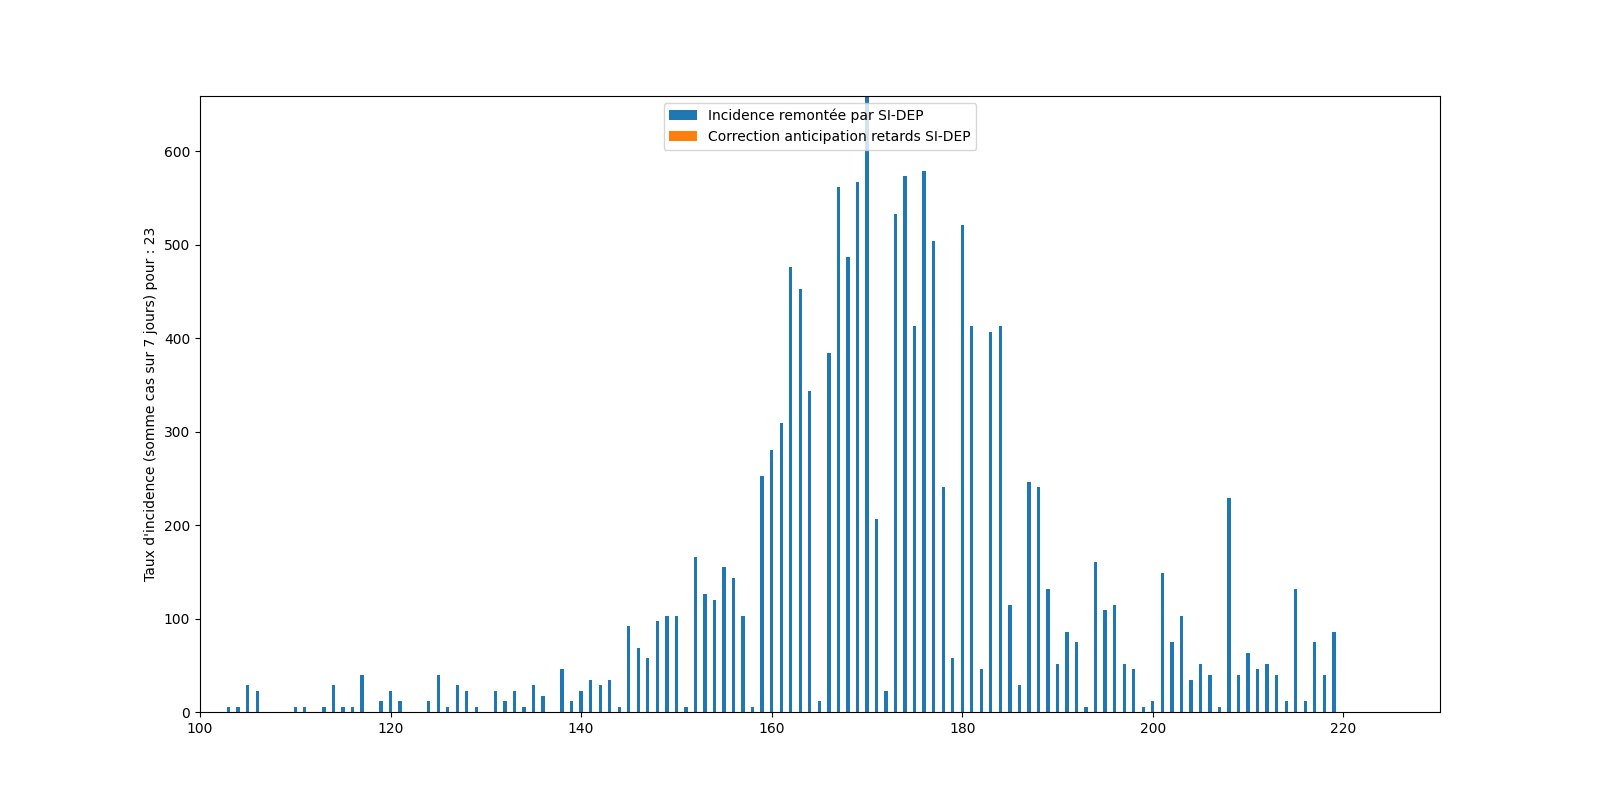 Incidence remontée par SI-DEP
Correction anticipation retards SI-DEP
Taux d'incidence (somme cas sur 7 jours) pour : 23
600
500
400
300
200
100
0
100 120 140 160 180 200 220